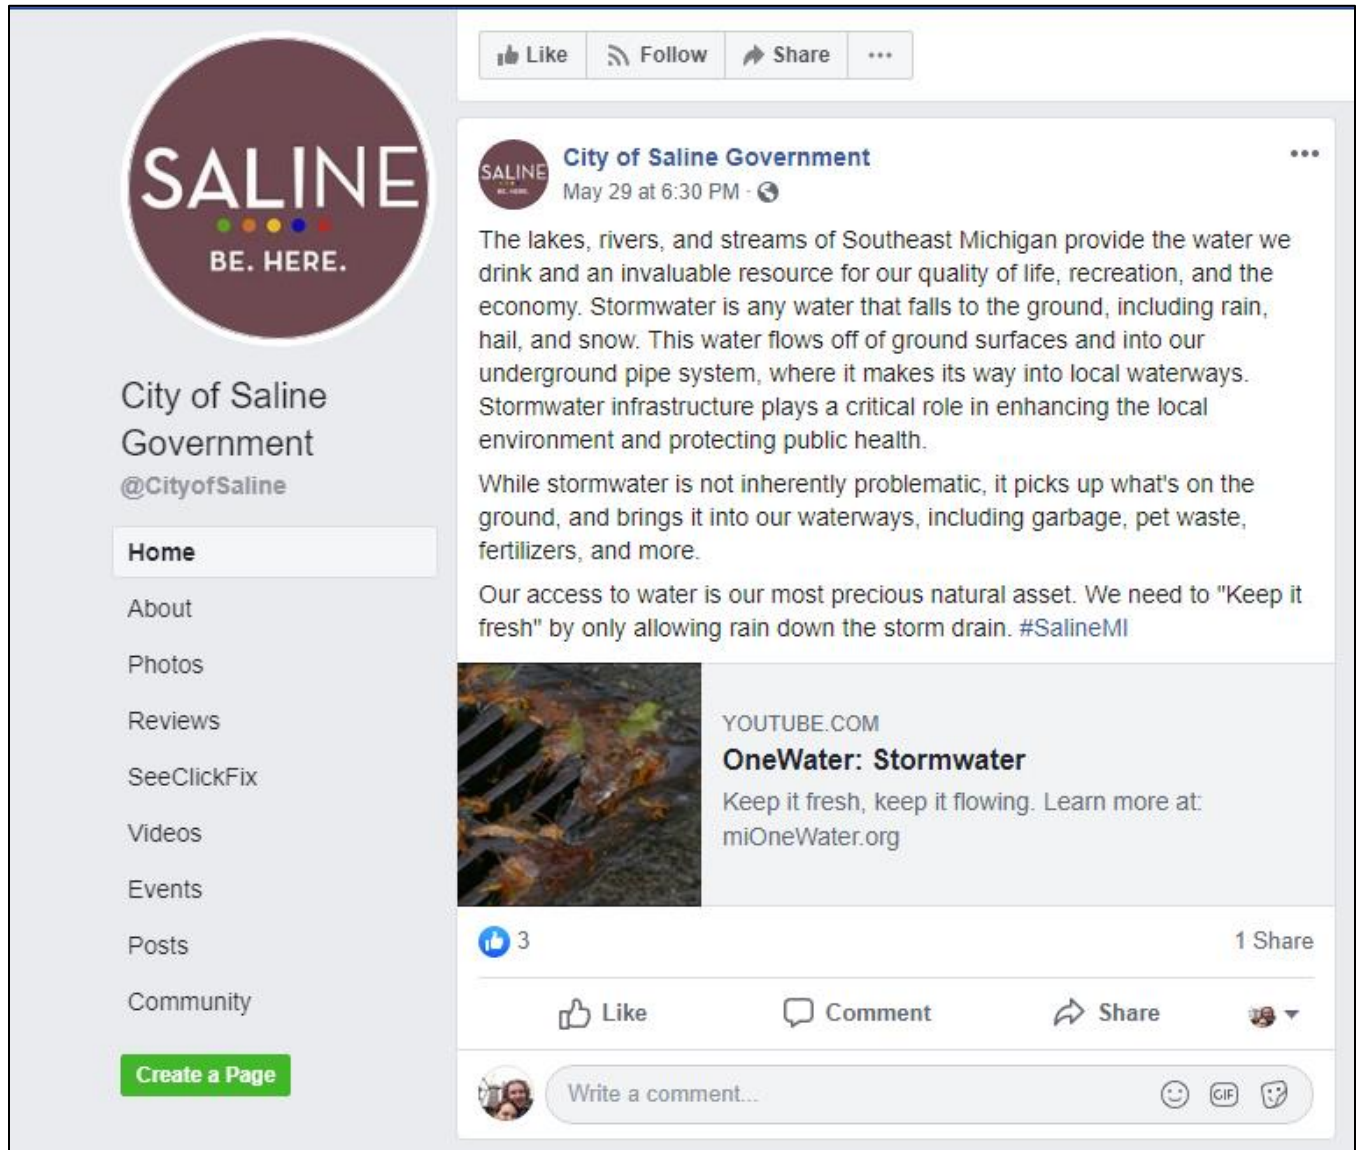 SALINE
BE. HERE.
City of Saline
Government
@CityofSaline
Home
About
Photos
Reviews
SeeClickFix
Videos
Events
Posts
Community
Create a Page
Like
Follow
Share
SALINE
BE. HERE.
City of Saline Government
May 29 at 6:30 PM ·
The lakes, rivers, and streams of Southeast Michigan provide the water we
drink and an invaluable resource for our quality of life, recreation, and the
economy. Stormwater is any water that falls to the ground, including rain,
hail, and snow. This water flows off of ground surfaces and into our
underground pipe system, where it makes its way into local waterways.
Stormwater infrastructure plays a critical role in enhancing the local
environment and protecting public health.
While stormwater is not inherently problematic, it picks up what's on the
ground, and brings it into our waterways, including garbage, pet waste,
fertilizers, and more.
Our access to water is our most precious natural asset. We need to "Keep it
fresh" by only allowing rain down the storm drain. #SalineMI
YOUTUBE.COM
OneWater: Stormwater
Keep it fresh, keep it flowing. Learn more at:
miOneWater.org
3
1 Share
Like
Comment
Share
Write a comment...
GIF